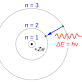 n = 3
n = 2
n = 1
+Ze
ΔE = hν